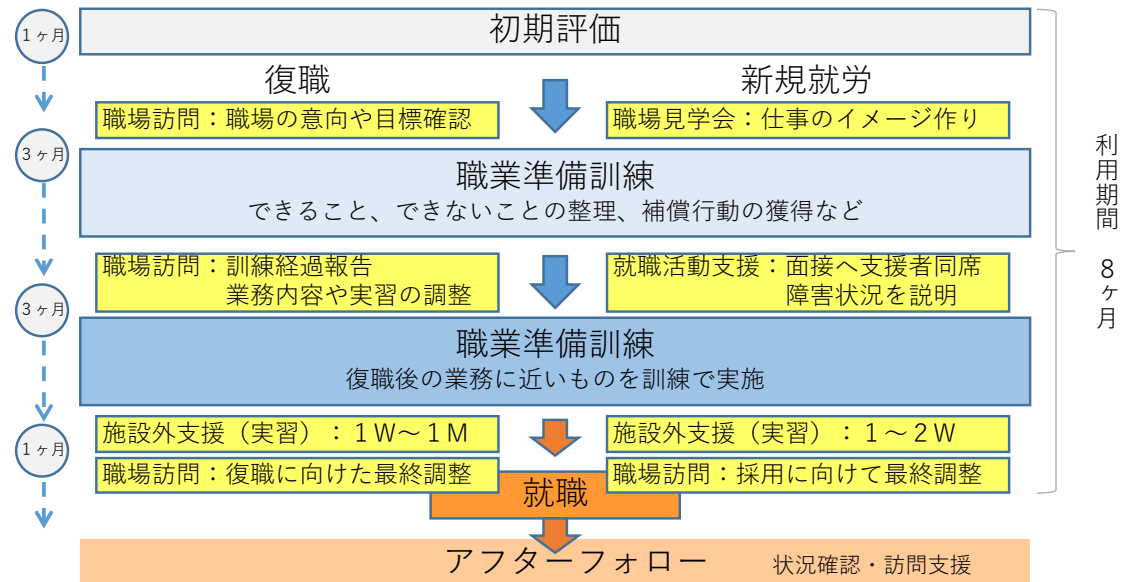 1ヶ月
初期評価
復職
新規就労
職場訪問：職場の意向や目標確認
職場見学会：仕事のイメージ作り
3ヶ月
職業準備訓練
できること、できないことの整理、補償行動の獲得など
職場訪問：訓練経過報告
業務内容や実習の調整
就職活動支援：面接へ支援者同席
障害状況を説明
3ヶ月
職業準備訓練
復職後の業務に近いものを訓練で実施
1ヶ月
施設外支援（実習）：１W～１M
施設外支援（実習）：１～２W
職場訪問：復職に向けた最終調整
職場訪問：採用に向けて最終調整
就職
アフターフォロー
状況確認・訪問支援
利用期間　８ヶ月